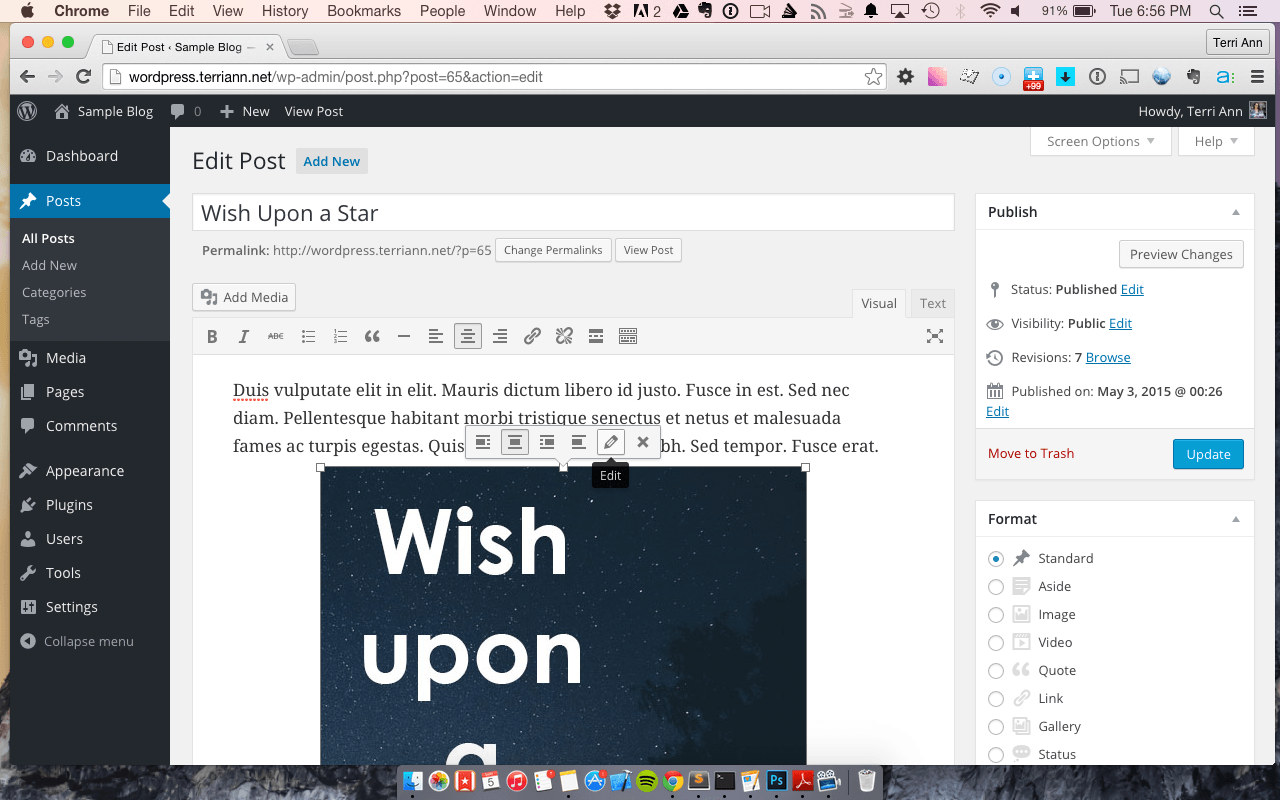 Chrome File Edit View History Bookmarks People Window Help 2 91% Tue 6:56 PM
Edit Post ‹ Sample Blog —
Terri Ann
wordpress.terriann.net/wp-admin/post.php?post=65&action=edit
+99
a:
Sample Blog 0 New View Post Howdy, Terri Ann
Dashboard
Posts
All Posts
Add New
Categories
Tags
Media
Pages
Comments
Appearance
Plugins
Users
Tools
Settings
Collapse menu
Screen Options Help
Edit Post Add New
Wish Upon a Star
Permalink: http://wordpress.terriann.net/?p=65 Change Permalinks View Post
Add Media
Visual Text
B I ABC
Duis vulputate elit in elit. Mauris dictum libero id justo. Fusce in est. Sed nec
diam. Pellentesque habitant morbi tristique senectus et netus et malesuada
fames ac turpis egestas. Quis bh. Sed tempor. Fusce erat.
Edit
Wish
upon
a
Publish
Preview Changes
Status: Published Edit
Visibility: Public Edit
Revisions: 7 Browse
Published on: May 3, 2015 @ 00:26
Edit
Move to Trash Update
Format
Standard
Aside
Image
Video
Quote
Link
Gallery
Status
5
Ps